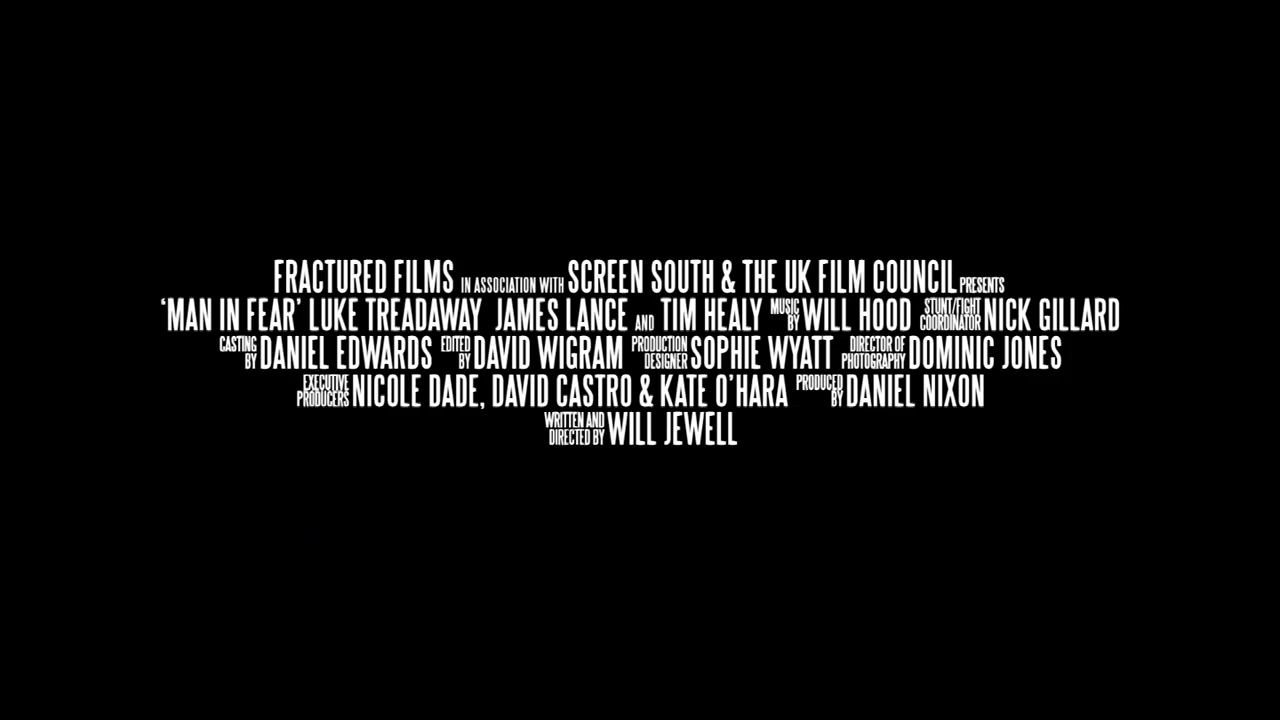 FRACTURED FILMS IN ASSOCIATION WITH SCREEN SOUTH & THE UK FILM COUNCIL PRESENTS
‘MAN IN FEAR’ LUKE TREADAWAY JAMES LANCE AND TIM HEALY MUSIC BY WILL HOOD STUNT/FIGHT COORDINATOR NICK GILLARD
CASTING BY DANIEL EDWARDS EDITED BY DAVID WIGRAM PRODUCTION DESIGNER SOPHIE WYATT DIRECTOR OF PHOTOGRAPHY DOMINIC JONES
EXECUTIVE PRODUCERS NICOLE DADE, DAVID CASTRO & KATE O’HARA PRODUCED BY DANIEL NIXON
WRITTEN AND DIRECTED BY WILL JEWELL